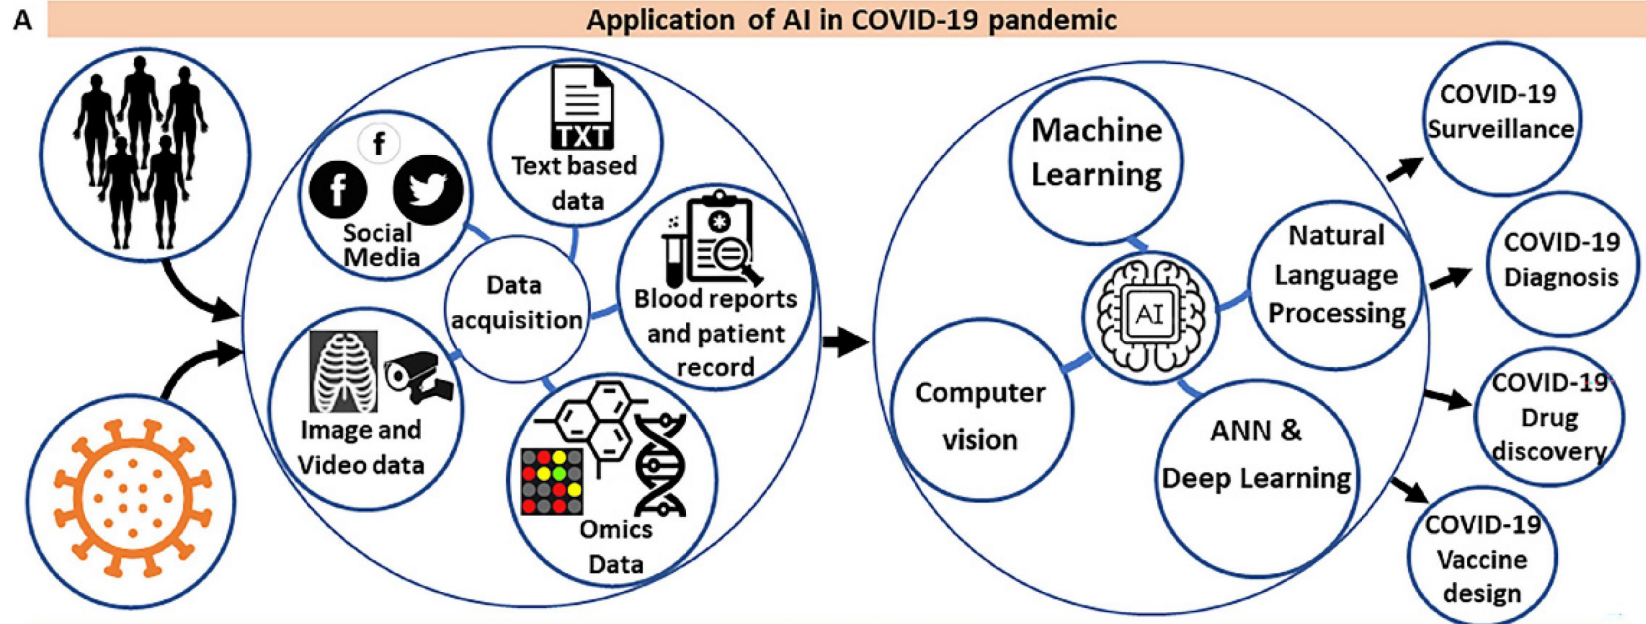 A
Application of AI in COVID-19 pandemic
f
f
Social
Media
TXT
Text based
data
Blood reports
and patient
record
Data
acquisition
Image and
Video data
Omics
Data
Machine
Learning
Natural
Language
Processing
AI
Computer
vision
ANN &
Deep Learning
COVID-19
Surveillance
COVID-19
Diagnosis
COVID-19
Drug
discovery
COVID-19
Vaccine
design